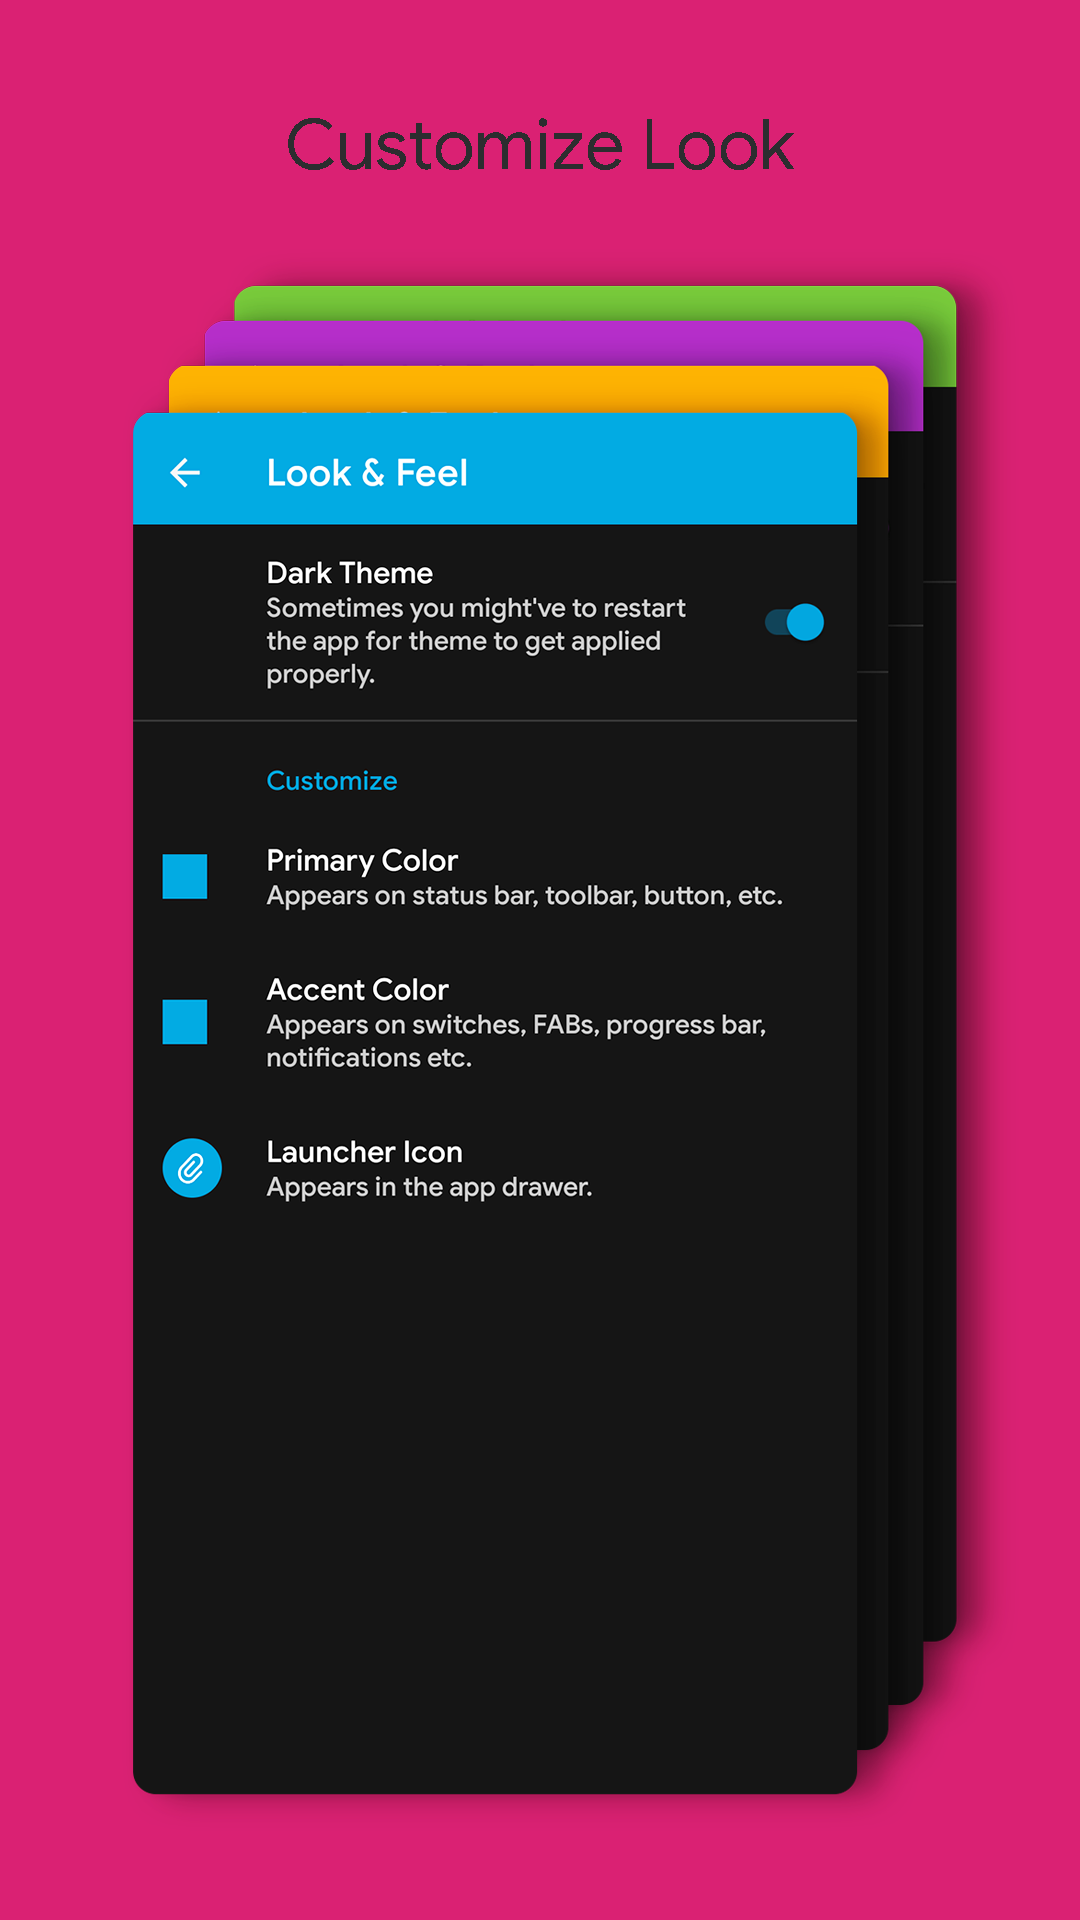 Customize Look
Look & Feel
Dark Theme
Sometimes you might've to restart
the app for theme to get applied
properly.
Customize
Primary Color
Appears on status bar, toolbar, button, etc.
Accent Color
Appears on switches, FABs, progress bar,
notifications etc.
Launcher Icon
Appears in the app drawer.